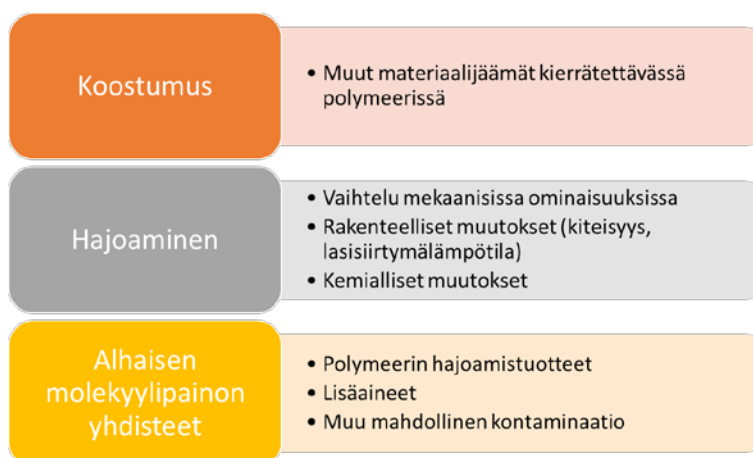 Koostumus
• Muut materiaalijäämät kierrätettävässä
polymeerissä
Hajoaminen
• Vaihtelu mekaanisissa ominaisuuksissa
• Rakenteelliset muutokset (kiteisyys,
lasisiirtymälämpötila)
• Kemialliset muutokset
Alhaisen
molekyylipainon
yhdisteet
• Polymeerin hajoamistuotteet
• Lisäaineet
• Muu mahdollinen kontaminaatio